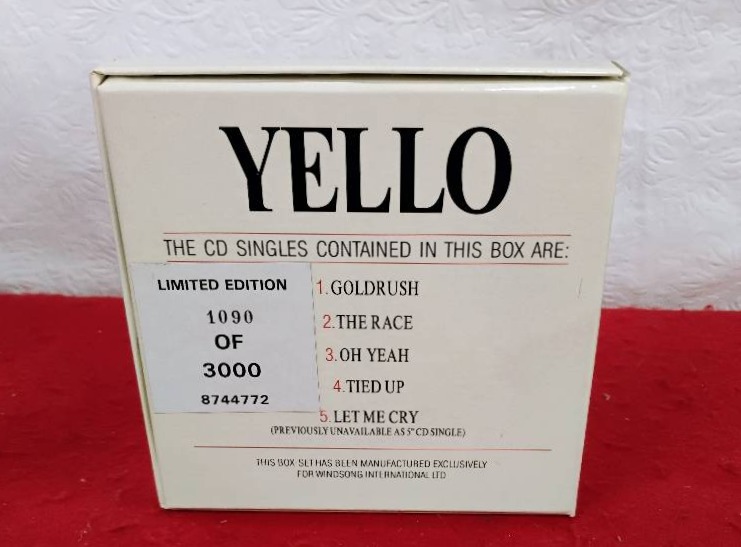 YELLO
THE CD SINGLES CONTAINED IN THIS BOX ARE:
LIMITED EDITION
1090
OF
3000
8744772
1.GOLDRUSH
2.THE RACE
3.OH YEAH
4.TIED UP
5.LET ME CRY
(PREVIOUSLY UNAVAILABLE AS 5" CD SINGLE)
THIS BOX SET HAS BEEN MANUFACTURED EXCLUSIVELY
FOR WINDSONG INTERNATIONAL LTD